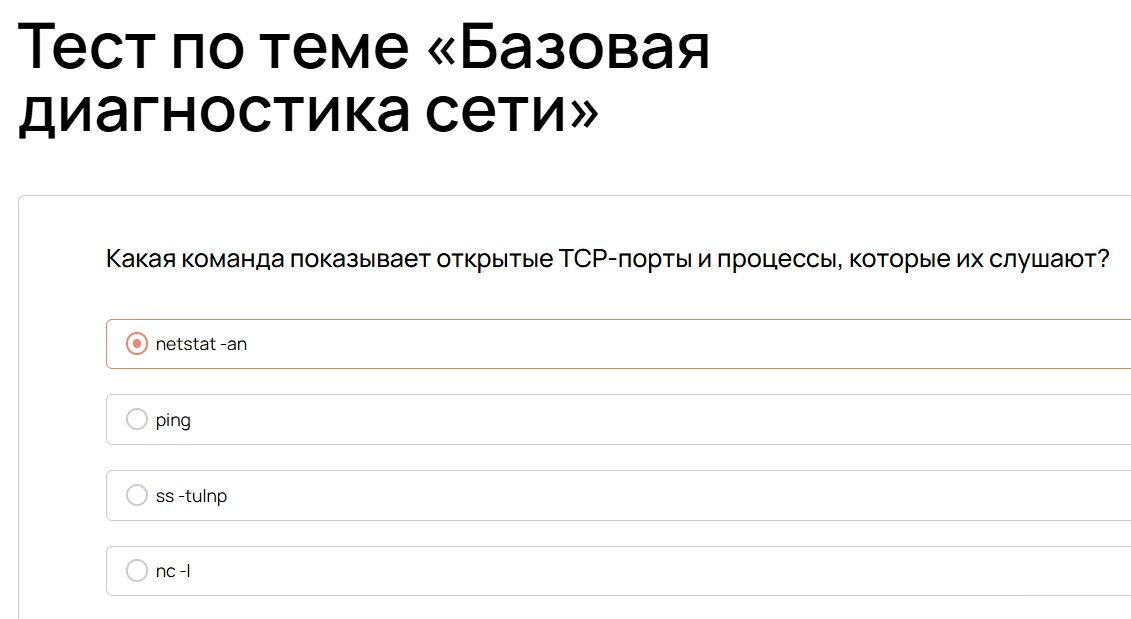 Тест по теме «Базовая
диагностика сети»
Какая команда показывает открытые TCP-порты и процессы, которые их слушают?
netstat -an
ping
ss -tulnp
nc -l